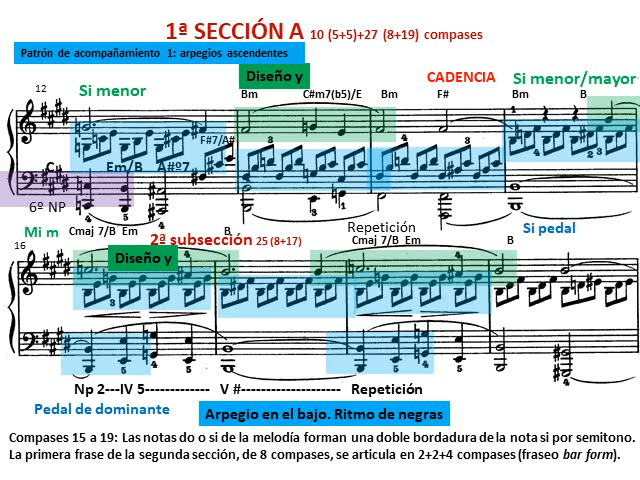 1ª SECCIÓN A 10 (5+5)+27 (8+19) compases
Patrón de acompañamiento 1: arpegios ascendentes
Diseño y
CADENCIA
Si menor/mayor
12
Si menor
Bm C#m7(b5)/E Bm F# Bm B
F#7/A#
Em/B A#º7
6º NP
Mi m Cmaj 7/B Em B 2ª subsección 25 (8+17) Repetición Cmaj 7/B Em B Si pedal
16
Diseño y
Np 2---IV 5------------- V #------------------- Repetición
Pedal de dominante
Arpegio en el bajo. Ritmo de negras
Compases 15 a 19: Las notas do o si de la melodía forman una doble bordadura de la nota si por semitono.
La primera frase de la segunda sección, de 8 compases, se articula en 2+2+4 compases (fraseo bar form).